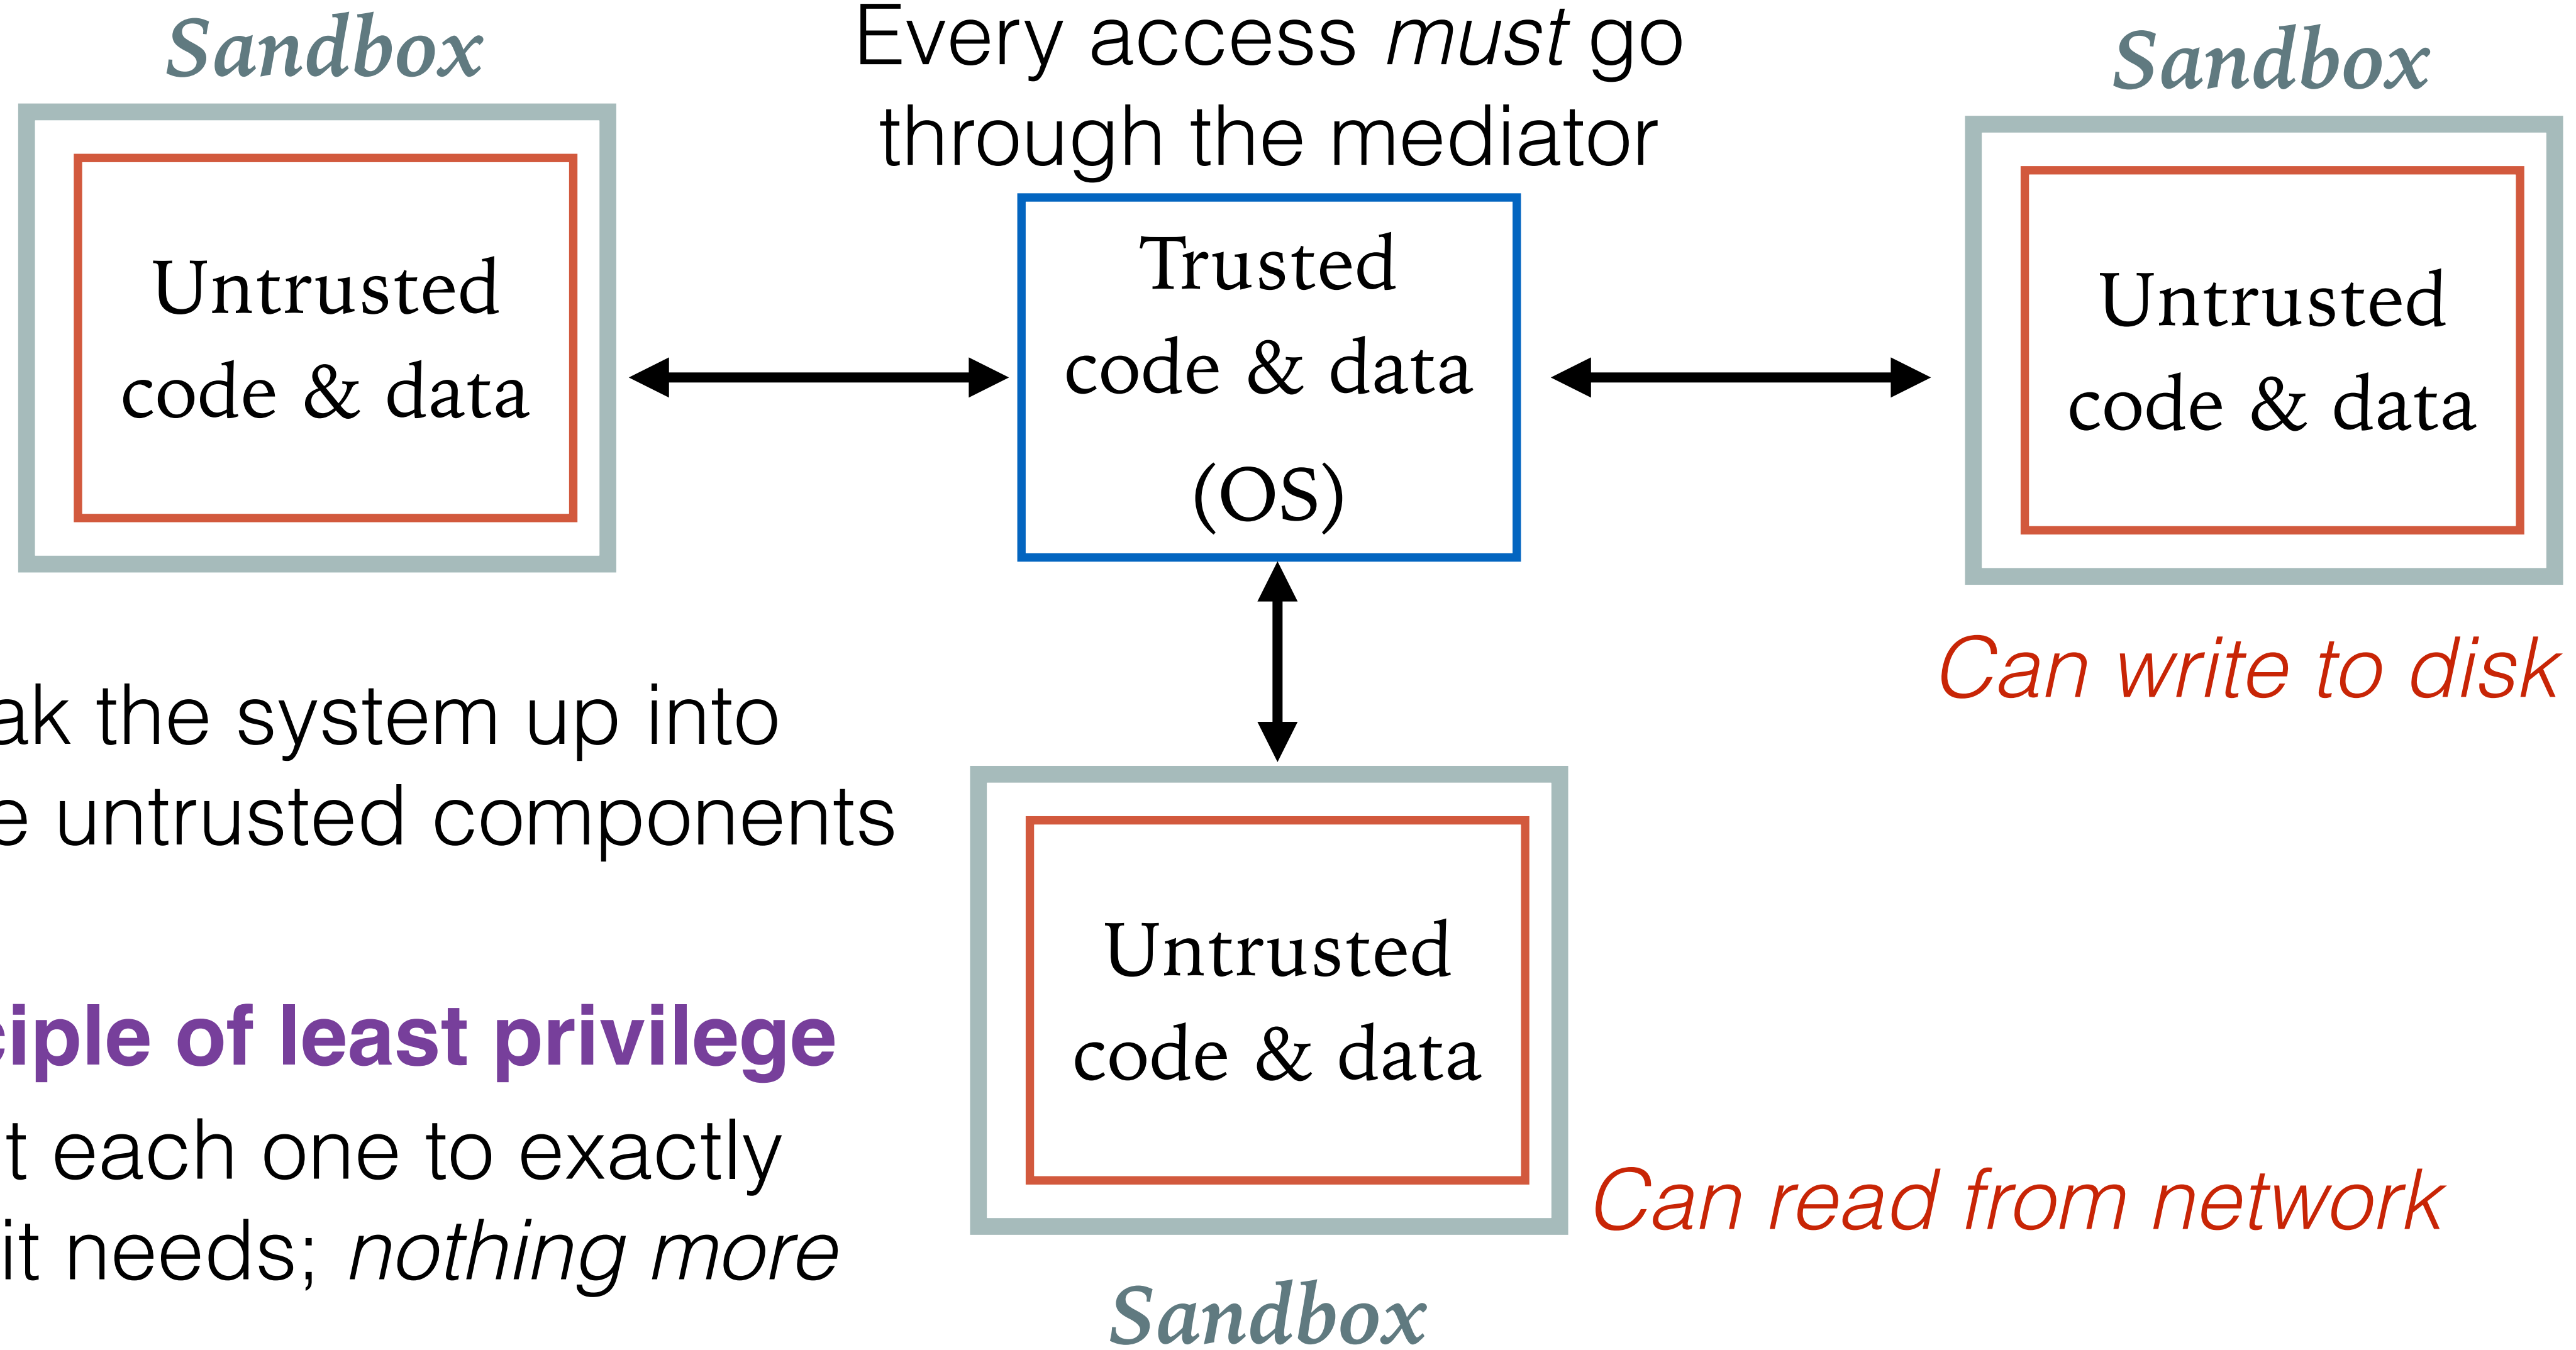 Sandbox
Every access must go
through the mediator
Sandbox
Untrusted
code & data
Trusted
code & data
(OS)
Untrusted
code & data
Can write to disk
ak the system up into
e untrusted components
Untrusted
code & data
ciple of least privilege
t each one to exactly
it needs; nothing more
Can read from network
Sandbox